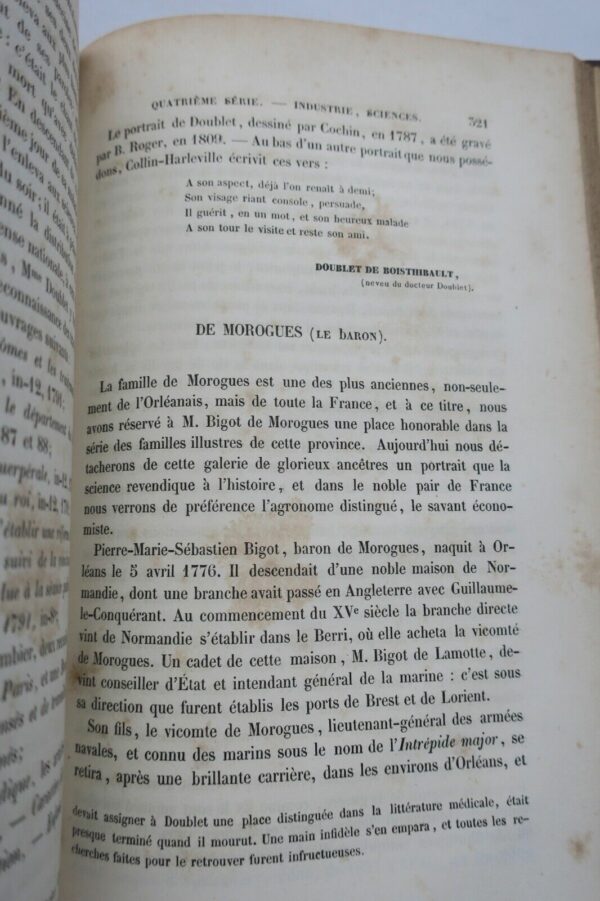 QUATRIÈME SÉRIE. — INDUSTRIE, SCIENCES. 321
Le portrait de Doublet, dessiné par Cochin, en 1787, a été gravé
par B. Roger, en 1809. — Au bas d'un autre portrait que nous possé-
dons, Collin-Harleville écrivit ces vers :
A son aspect, déjà l'on renaît à demi;
Son visage riant console, persuade,
Il guérit, en un mot, et son heureux malade
A son tour le visite et reste son ami.
DOUBLET DE BOISTHIBAULT,
(neveu du docteur Doublet).
DE MOROGUES (LE BARON).
La famille de Morogues est une des plus anciennes, non-seule-
ment de l'Orléanais, mais de toute la France, et à ce titre, nous
avons réservé à M. Bigot de Morogues une place honorable dans la
série des familles illustres de cette province. Aujourd'hui nous dé-
tacherons de cette galerie de glorieux ancêtres un portrait que la
science revendique à l'histoire, et dans le noble pair de France
nous verrons de préférence l'agronome distingué, le savant écono-
miste.
Pierre-Marie-Sébastien Bigot, baron de Morogues, naquit à Or-
léans le 5 avril 1776. Il descendait d'une noble maison de Nor-
mandie, dont une branche avait passé en Angleterre avec Guillaume-
le-Conquérant. Au commencement du XVe siècle la branche directe
vint de Normandie s'établir dans le Berri, où elle acheta la vicomté
de Morogues. Un cadet de cette maison, M. Bigot de Lamotte, de-
vint conseiller d'État et intendant général de la marine : c'est sous
sa direction que furent établis les ports de Brest et de Lorient.
Son fils, le vicomte de Morogues, lieutenant-général des armées
navales, et connu des marins sous le nom de l'Intrépide major, se
retira, après une brillante carrière, dans les environs d'Orléans, et
devait assigner à Doublet une place distinguée dans la littérature médicale, était
presque terminé quand il mourut. Une main infidèle s'en empara, et toutes les re-
cherches faites pour le retrouver furent infructueuses.